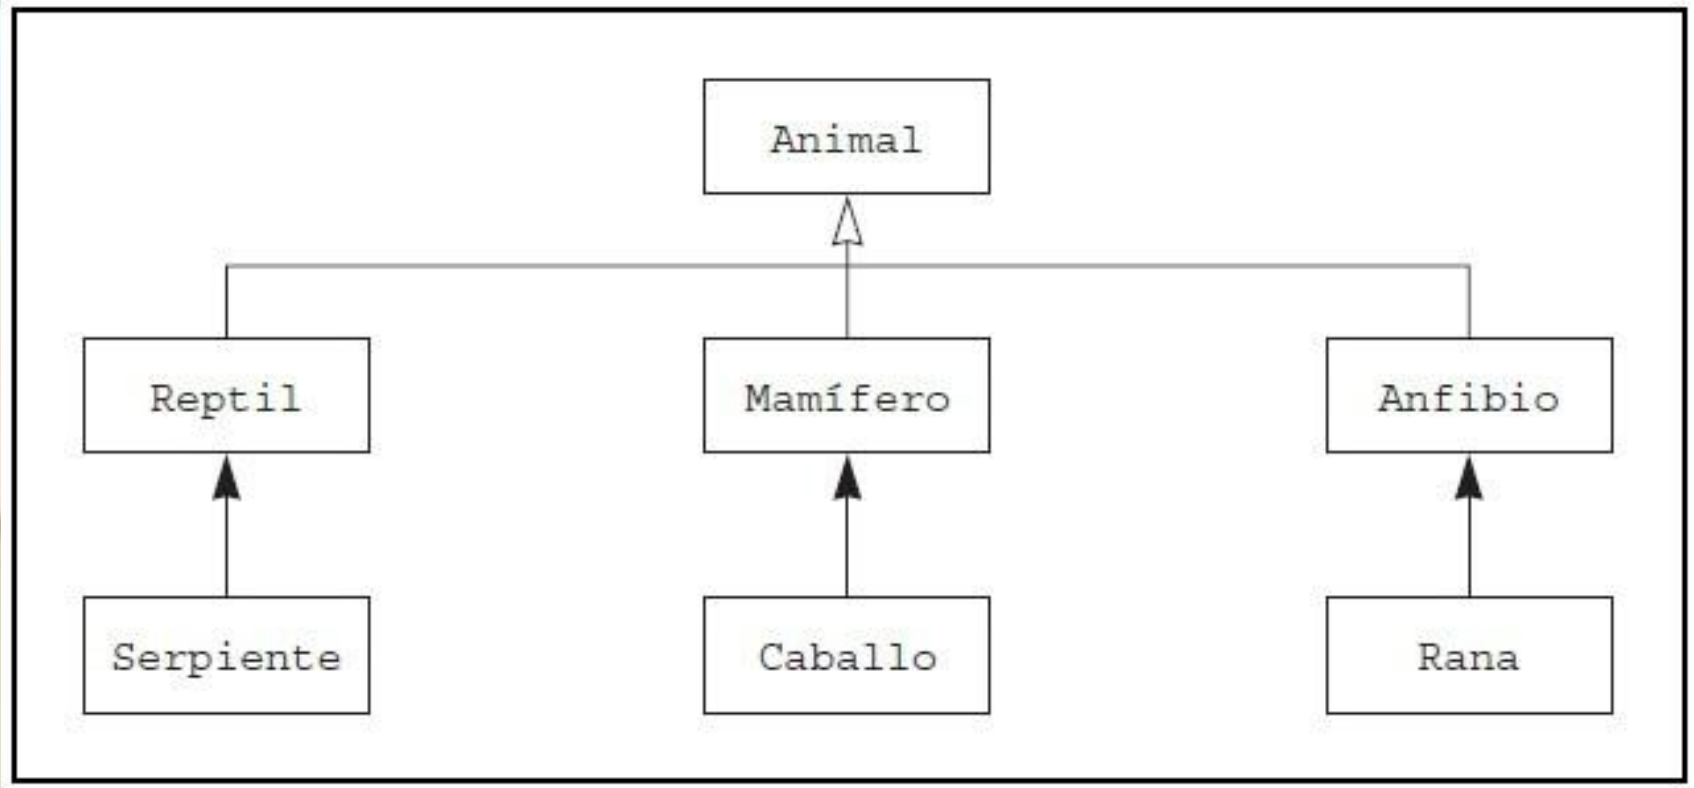 Animal
Reptil
Mamífero
Anfibio
Serpiente
Caballo
Rana